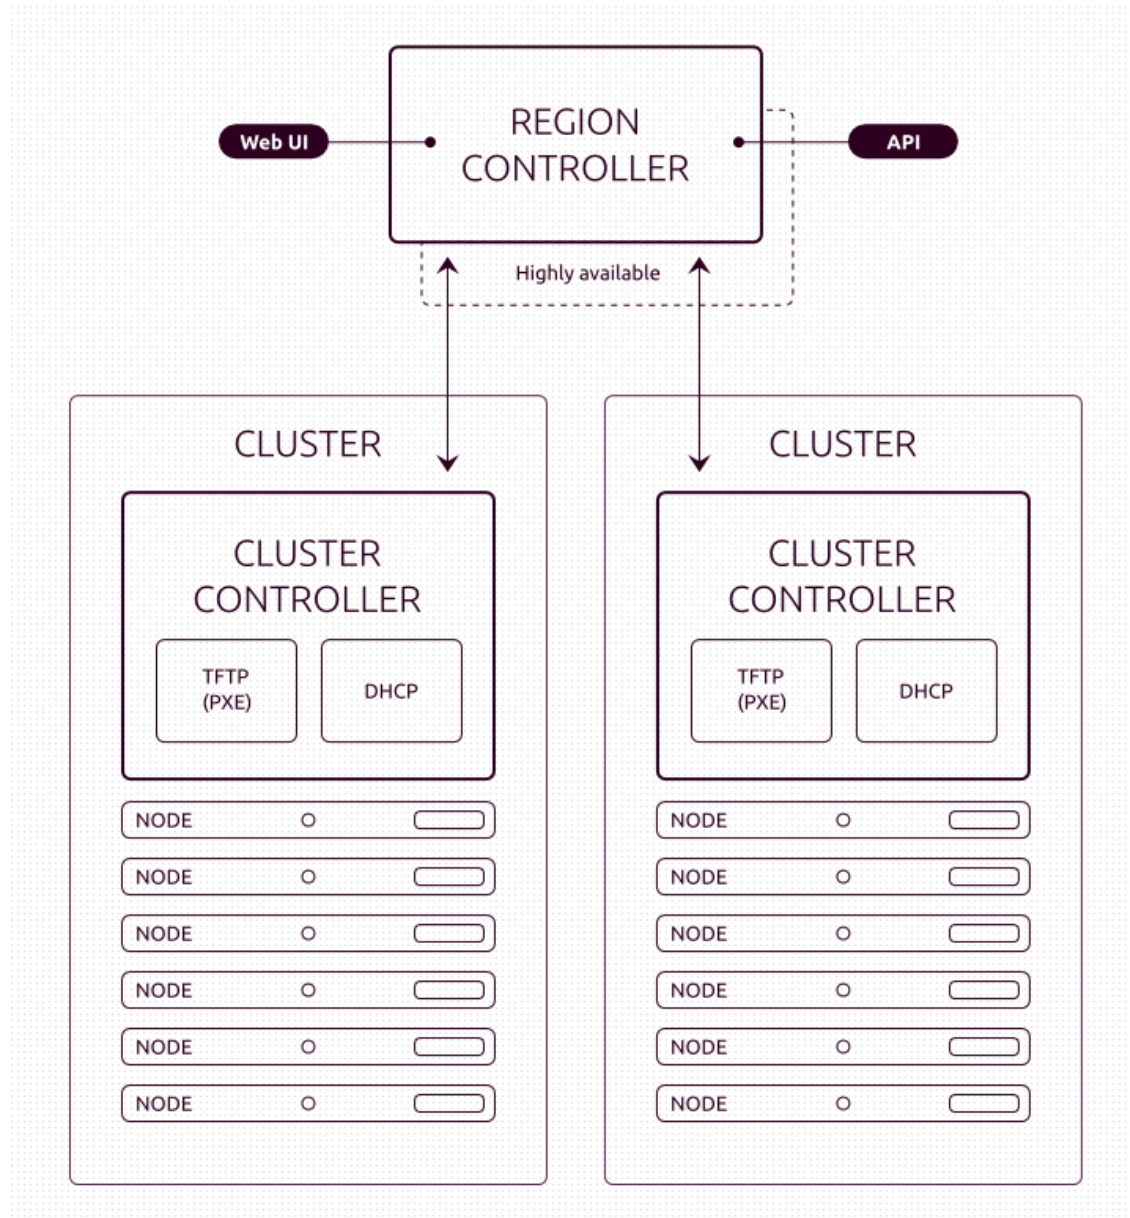 REGION
CONTROLLER
Web UI
API
Highly available
CLUSTER
CLUSTER
CONTROLLER
TFTP
(PXE)
DHCP
NODE
NODE
NODE
NODE
NODE
NODE
CLUSTER
CLUSTER
CONTROLLER
TFTP
(PXE)
DHCP
NODE
NODE
NODE
NODE
NODE
NODE